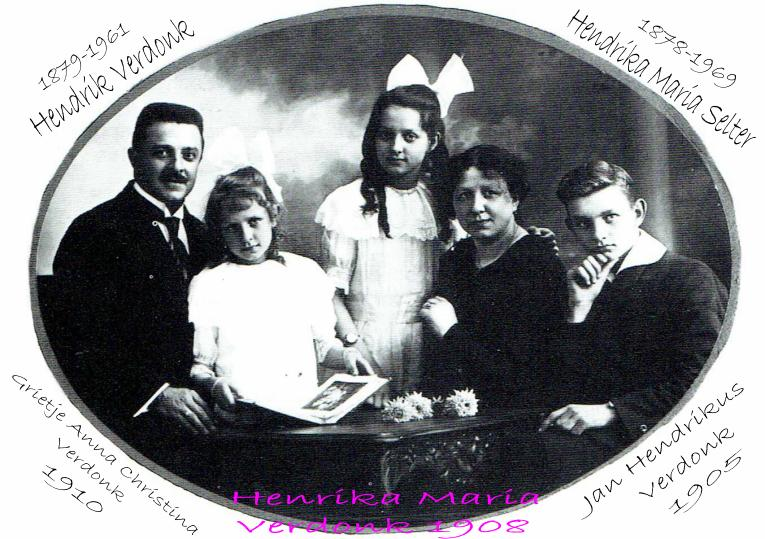 1879-1961
Hendrik Verdonk
1878-1969
Hendrika Maria Selter
Grietje Anna Christina
Verdonk
1910
Henrika Maria
Verdonk 1908
Jan Hendrikus
Verdonk
1905